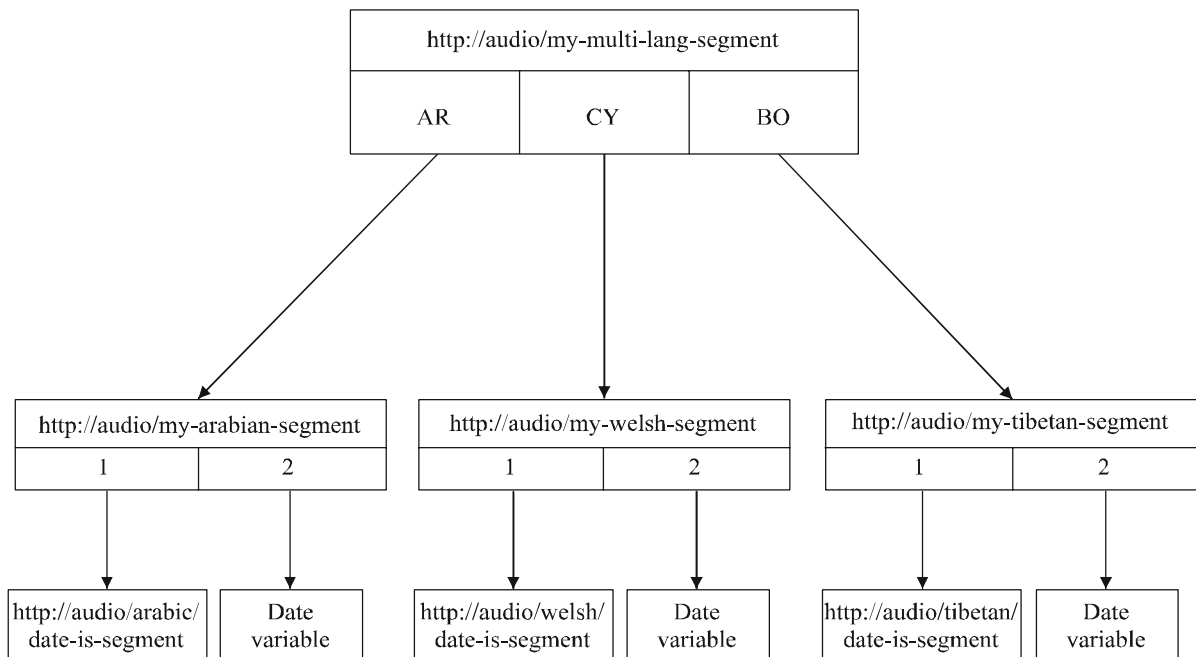 http://audio/my-multi-lang-segment
AR
CY
BO
http://audio/my-arabian-segment
1
2
http://audio/my-welsh-segment
1
2
http://audio/my-tibetan-segment
1
2
http://audio/arabic/
date-is-segment
Date
variable
http://audio/welsh/
date-is-segment
Date
variable
http://audio/tibetan/
date-is-segment
Date
variable